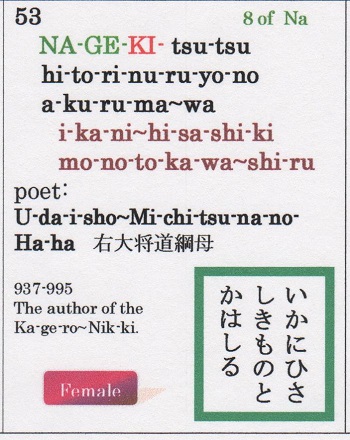 53
8 of Na
NA-GE-KI- tsu-tsu
hi-to-ri-nu-ru-yo-no
a-ku-ru-ma~wa
i-ka-ni~hi-sa-shi-ki
mo-no-to-ka-wa~shi-ru
poet:
U-da-i-sho~Mi-chi-tsu-na-no-
Ha-ha 右大将道綱母
937-995
The author of the
Ka-ge-ro~Nik-ki.
Female
いかにひさ
しきものと
かはしる